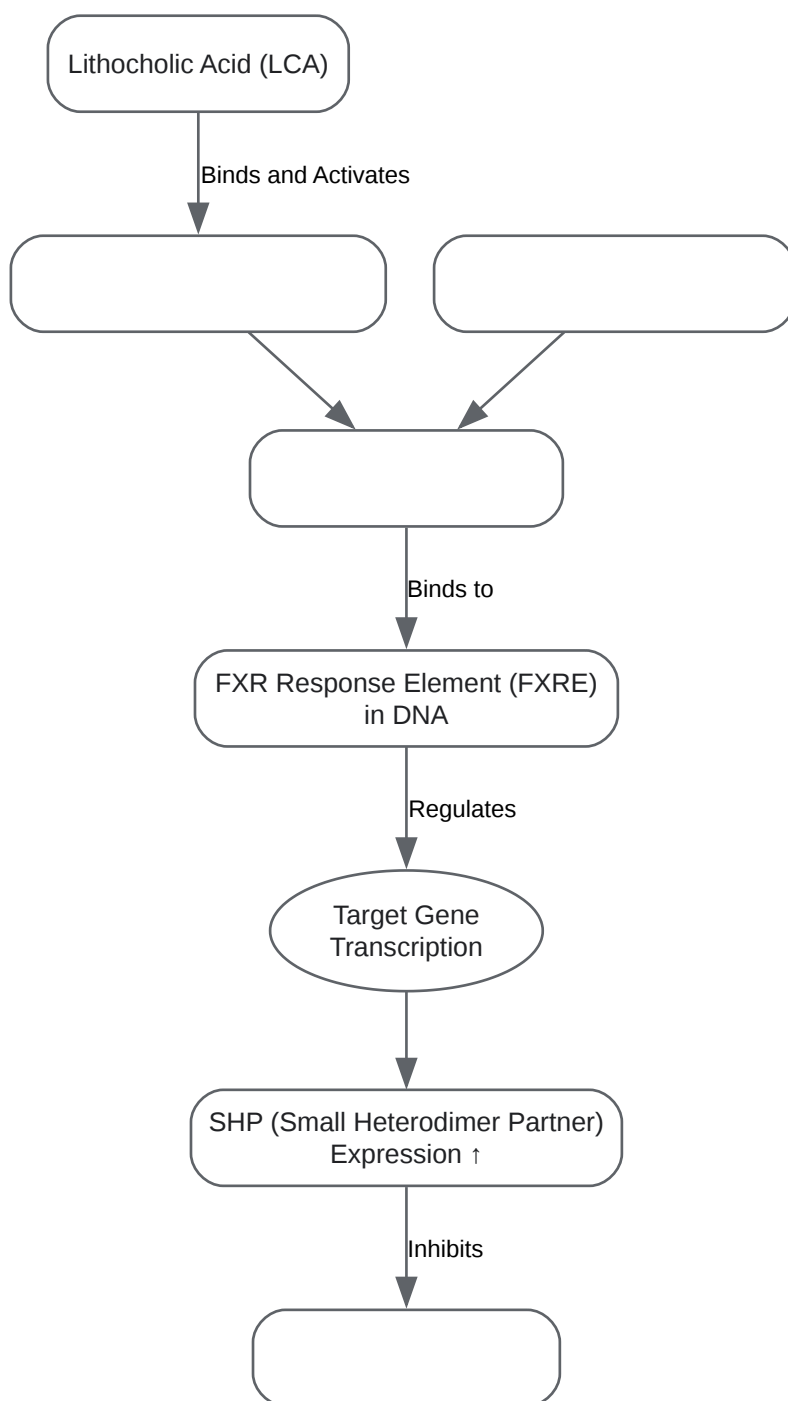 Lithocholic Acid (LCA)
Binds and Activates
Binds to
FXR Response Element (FXRE)
in DNA
Regulates
Target Gene
Transcription
SHP (Small Heterodimer Partner)
Expression ↑
Inhibits